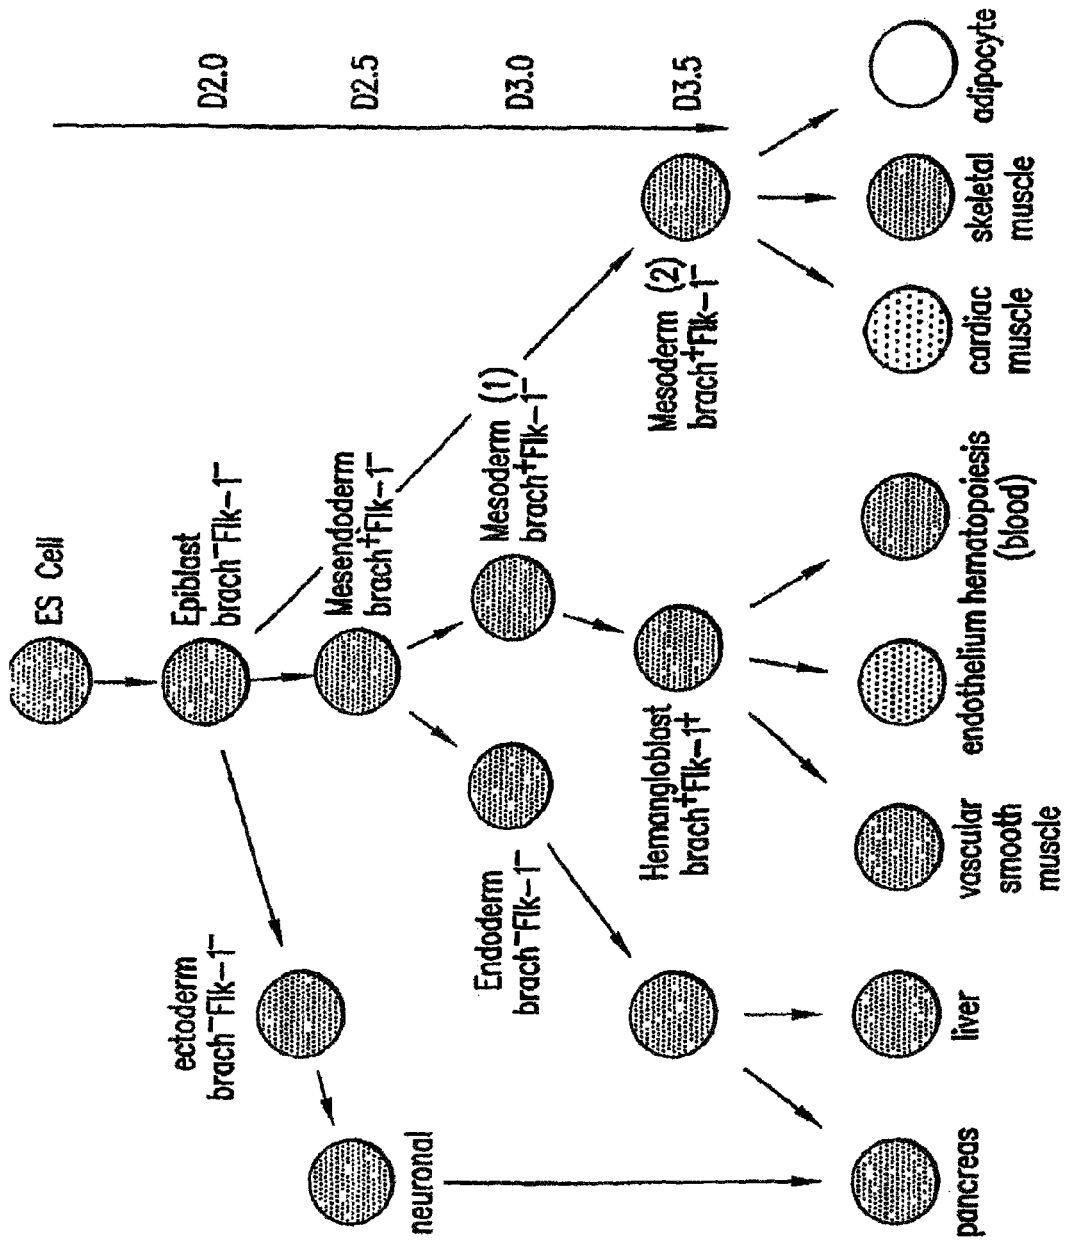 ES Cell
D2.0
Epiblast
brach⁻Flk-1⁻
ectoderm
brach⁻Flk-1⁻
D2.5
Mesendoderm
brach⁺Flk-1⁻
neuronal
D3.0
Mesoderm (1)
brach⁺Flk-1⁻
Endoderm
brach⁻Flk-1⁻
D3.5
Mesoderm (2)
brach⁺Flk-1⁻
Hemangloblast
brach⁺Flk-1⁺
pancreas
liver
vascular
smooth
muscle
endothelium
hematopoiesis
(blood)
cardiac
muscle
skeletal
muscle
adipocyte